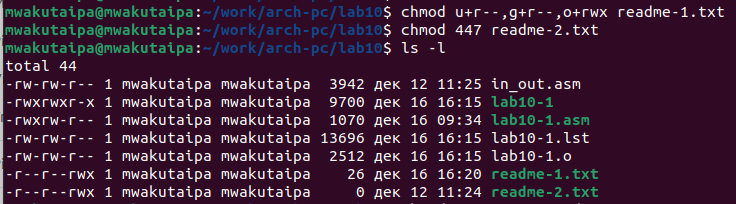 mwakutaipa@mwakutaipa:~/work/arch-pc/lab10$ chmod u+r--,g+r--,o+rwx readme-1.txt
mwakutaipa@mwakutaipa:~/work/arch-pc/lab10$ chmod 447 readme-2.txt
mwakutaipa@mwakutaipa:~/work/arch-pc/lab10$ ls -l
total 44
-rw-rw-r-- 1 mwakutaipa mwakutaipa  3942 дек 12 11:25 in_out.asm
-rwxrwxr-x 1 mwakutaipa mwakutaipa  9700 дек 16 16:15 lab10-1
-rwxrw-r-- 1 mwakutaipa mwakutaipa  1070 дек 16 09:34 lab10-1.asm
-rw-rw-r-- 1 mwakutaipa mwakutaipa 13696 дек 16 16:15 lab10-1.lst
-rw-rw-r-- 1 mwakutaipa mwakutaipa  2512 дек 16 16:15 lab10-1.o
-r--r--rwx 1 mwakutaipa mwakutaipa    26 дек 16 16:20 readme-1.txt
-r--r--rwx 1 mwakutaipa mwakutaipa     0 дек 12 11:24 readme-2.txt